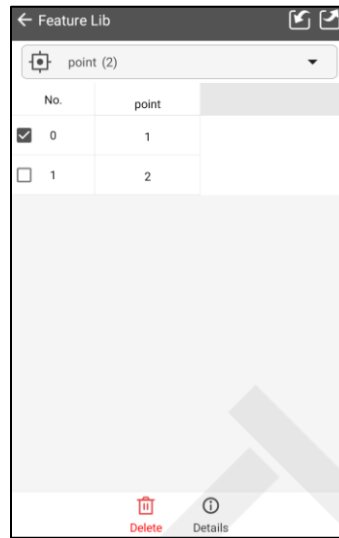 Feature Lib
point (2)
No. point
0 1
1 2
Delete Details